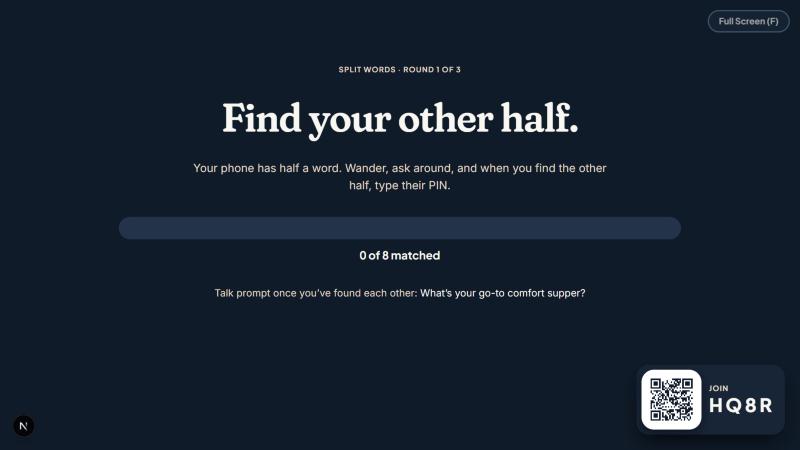 Full Screen (F)
SPLIT WORDS · ROUND 1 OF 3
Find your other half.
Your phone has half a word. Wander, ask around, and when you find the other
half, type their PIN.
0 of 8 matched
Talk prompt once you've found each other: What's your go-to comfort supper?
JOIN
HQ8R
N